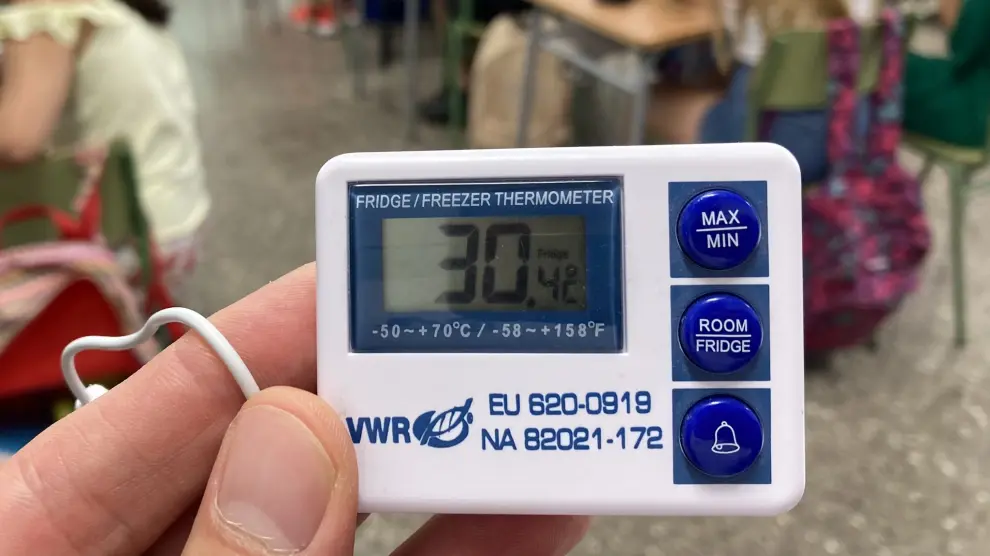 FRIDGE / FREEZER THERMOMETER
Fridge
30.4°C
-50~+70°C / -58~+158°F
MAX
MIN
ROOM
FRIDGE
VWR
EU 620-0919
NA 82021-172